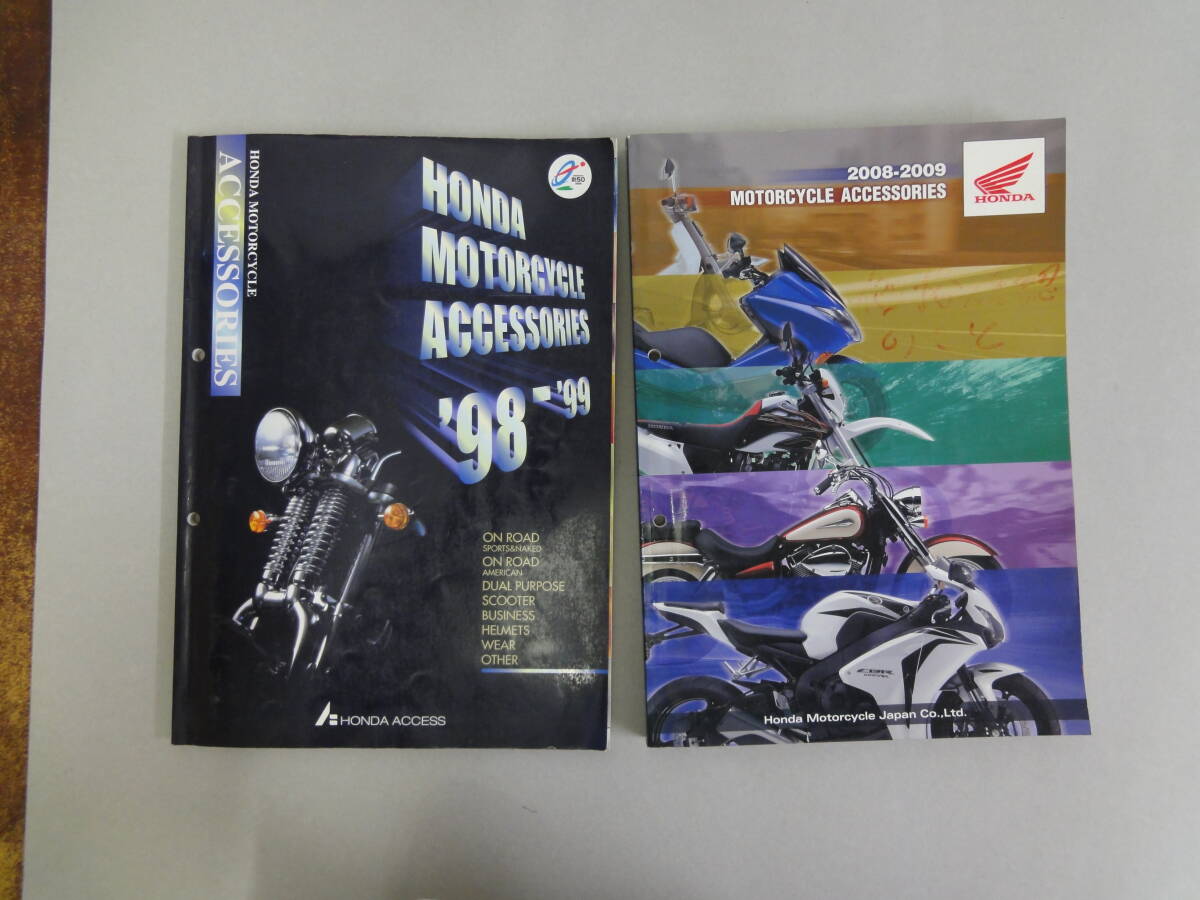 HONDA MOTORCYCLE
ACCESSORIES
HONDA
MOTORCYCLE
ACCESSORIES
'98-'99
ON ROAD
SPORTS&NAKED
ON ROAD
AMERICAN
DUAL PURPOSE
SCOOTER
BUSINESS
HELMETS
WEAR
OTHER
HONDA ACCESS
2008-2009
MOTORCYCLE ACCESSORIES
HONDA
HONDA
CBR
Honda Motorcycle Japan Co.,Ltd.